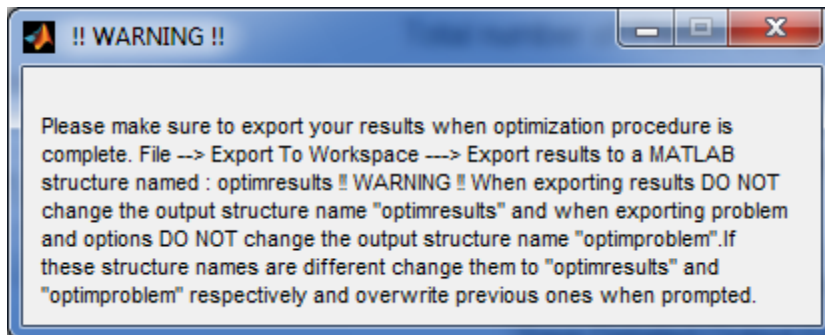 !! WARNING !!
Please make sure to export your results when optimization procedure is
complete. File --> Export To Workspace ---> Export results to a MATLAB
structure named : optimresults !! WARNING !! When exporting results DO NOT
change the output structure name "optimresults" and when exporting problem
and options DO NOT change the output structure name "optimproblem".If
these structure names are different change them to "optimresults" and
"optimproblem" respectively and overwrite previous ones when prompted.